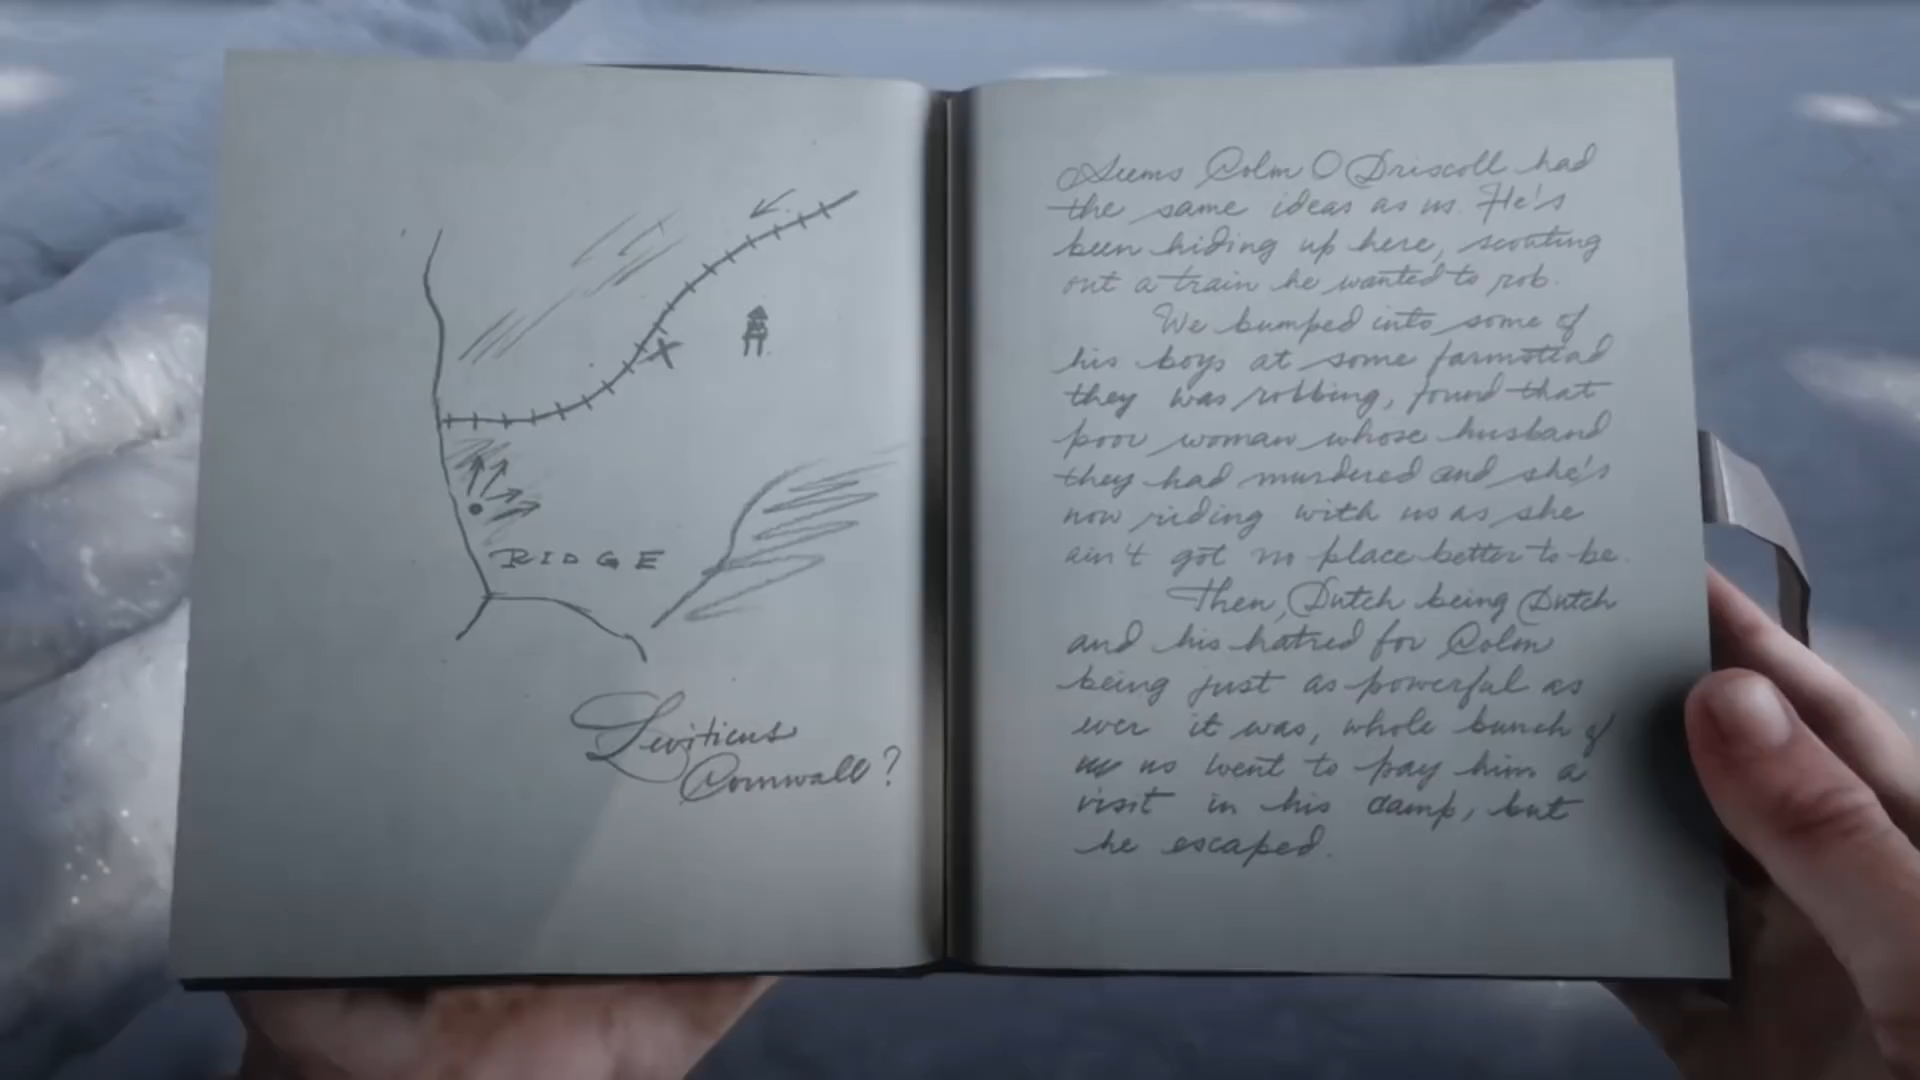 RIDGE
Leviticus
Cornwall?
Seems Colm O Driscoll had
the same ideas as us. He's
been hiding up here, scouting
out a train he wanted to rob.
We bumped into some of
his boys at some farmstead
they was robbing, found that
poor woman whose husband
they had murdered and she's
now riding with us as she
ain't got no place better to be.
Then, Dutch being Dutch
and his hatred for Colm
being just as powerful as
ever it was, whole bunch of
us went to pay him a
visit in his camp, but
he escaped.